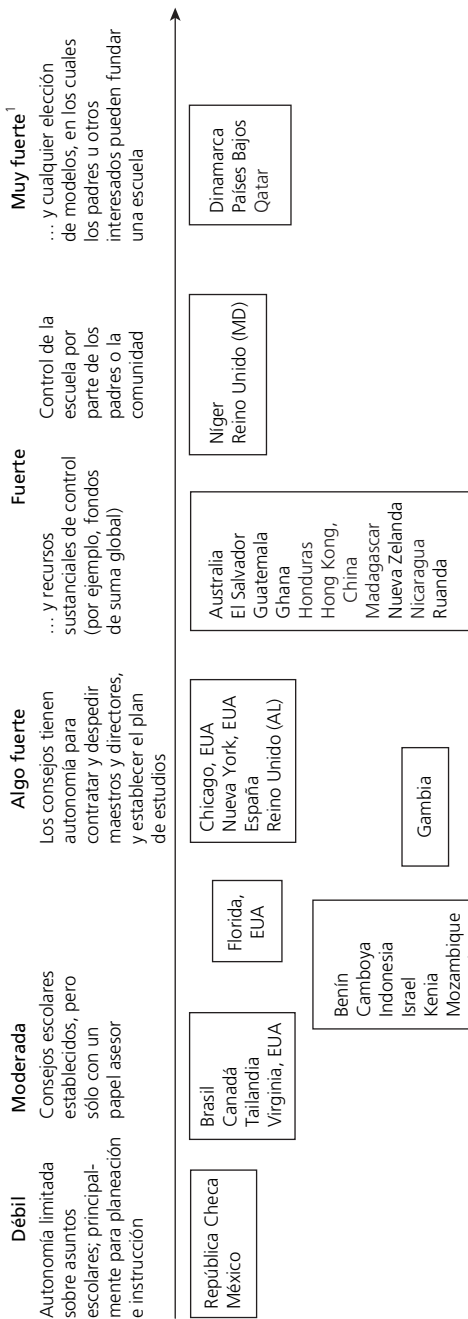 Débil
Autonomía limitada
sobre asuntos
escolares; principal-
mente para planeación
e instrucción
Moderada
Consejos escolares
establecidos, pero
sólo con un
papel asesor
Algo fuerte
Los consejos tienen
autonomía para
contratar y despedir
maestros y directores,
y establecer el plan
de estudios
Fuerte
… y recursos
sustanciales de control
(por ejemplo, fondos
de suma global)
Control de la
escuela por
parte de los
padres o la
comunidad
Muy fuerte¹
… y cualquier elección
de modelos, en los cuales
los padres u otros
interesados pueden fundar
una escuela
República Checa
México
Brasil
Canadá
Tailandia
Virginia, EUA
Florida,
EUA
Chicago, EUA
Nueva York, EUA
España
Reino Unido (AL)
Australia
El Salvador
Guatemala
Ghana
Honduras
Hong Kong,
China
Madagascar
Nueva Zelanda
Nicaragua
Ruanda
Níger
Reino Unido (MD)
Dinamarca
Países Bajos
Qatar
Benín
Camboya
Indonesia
Israel
Kenia
Mozambique
Gambia